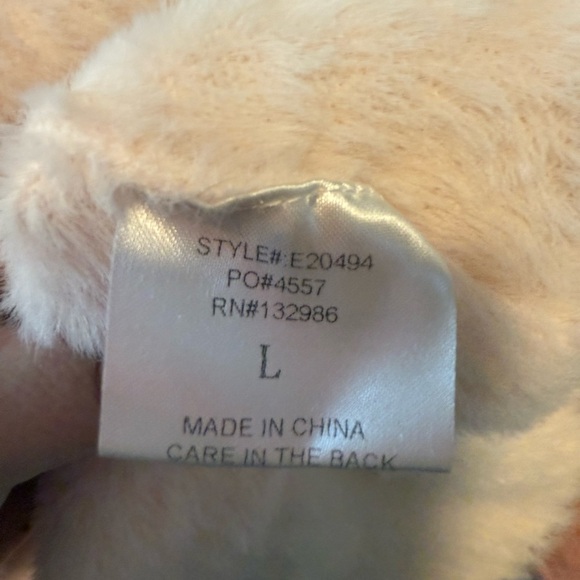 STYLE#:E20494
PO#4557
RN#132986
L
MADE IN CHINA
CARE IN THE BACK